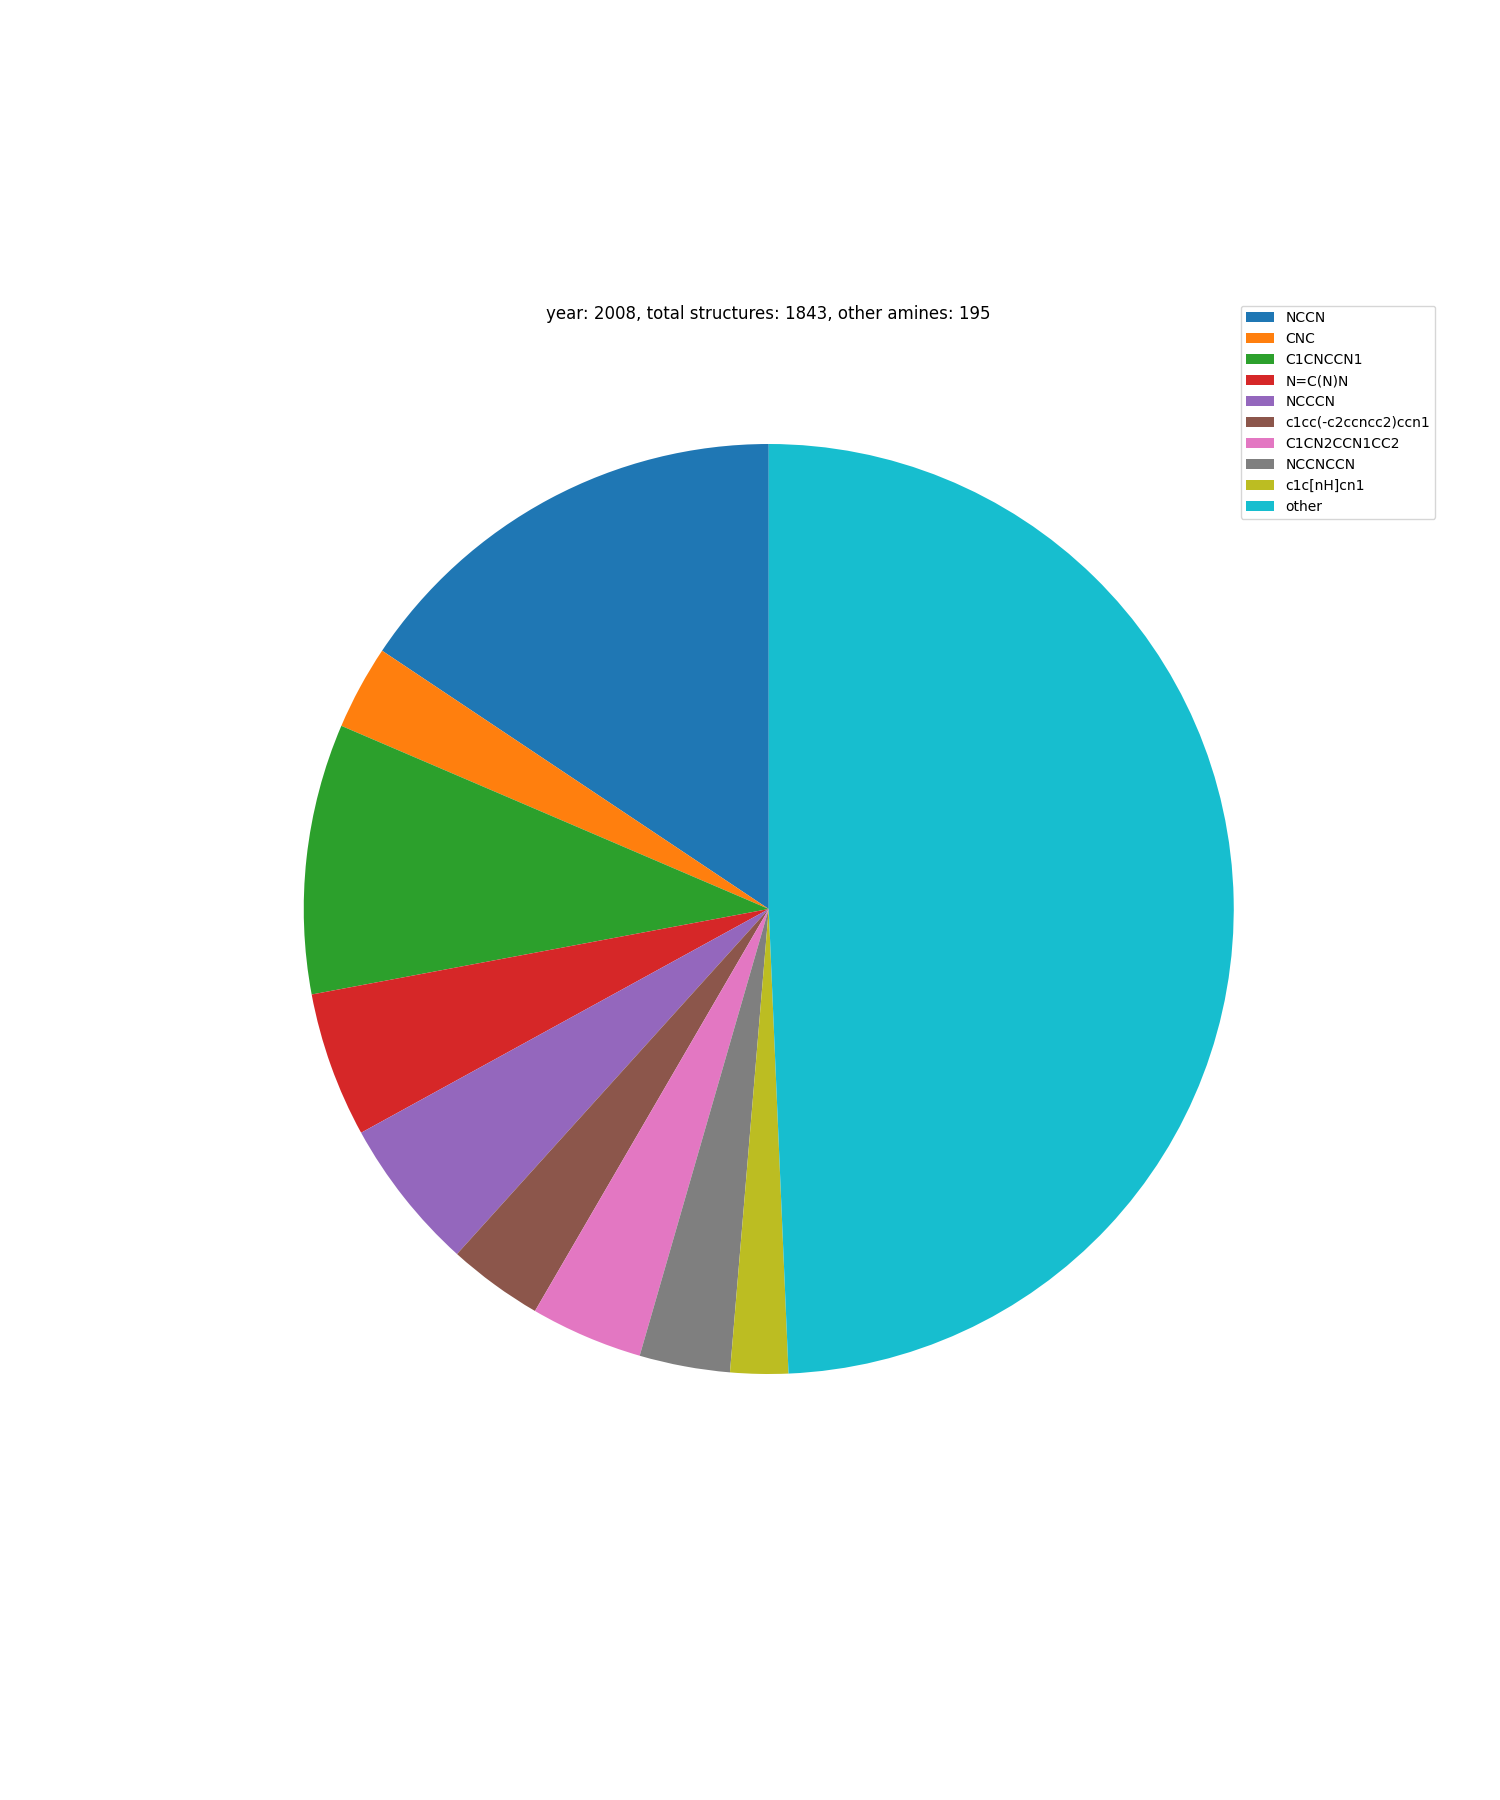 year: 2008, total structures: 1843, other amines: 195
NCCN
CNC
C1CNCCN1
N=C(N)N
NCCCN
c1cc(-c2ccncc2)ccn1
C1CN2CCN1CC2
NCCNCCN
c1c[nH]cn1
other